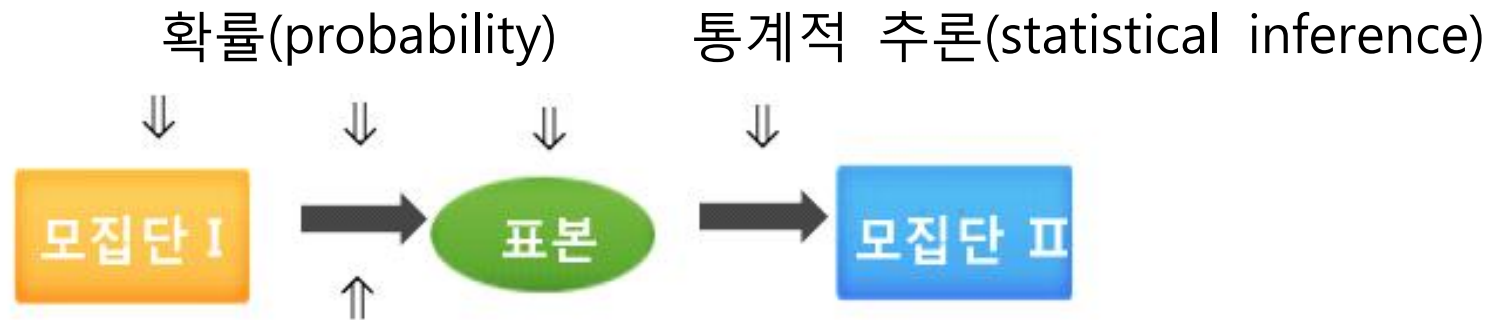 확률(probability) 통계적 추론(statistical inference)
⇓ ⇓ ⇓ ⇓
모집단 I 표본 모집단 II
⇑